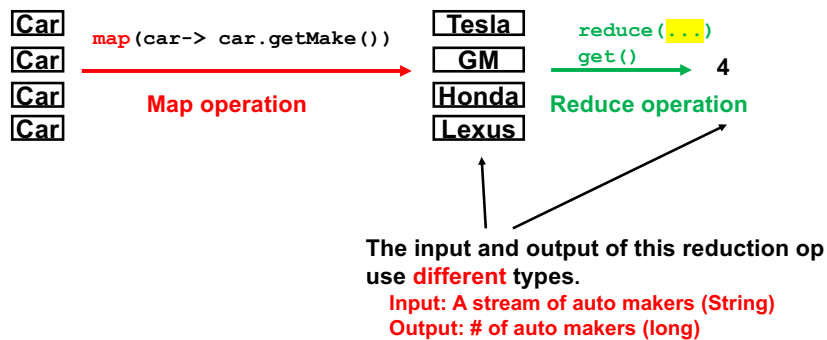 Car
Car
Car
Car
map(car-> car.getMake())
Map operation
Tesla
GM
Honda
Lexus
reduce(...)
get()
4
Reduce operation
The input and output of this reduction op
use different types.
Input: A stream of auto makers (String)
Output: # of auto makers (long)